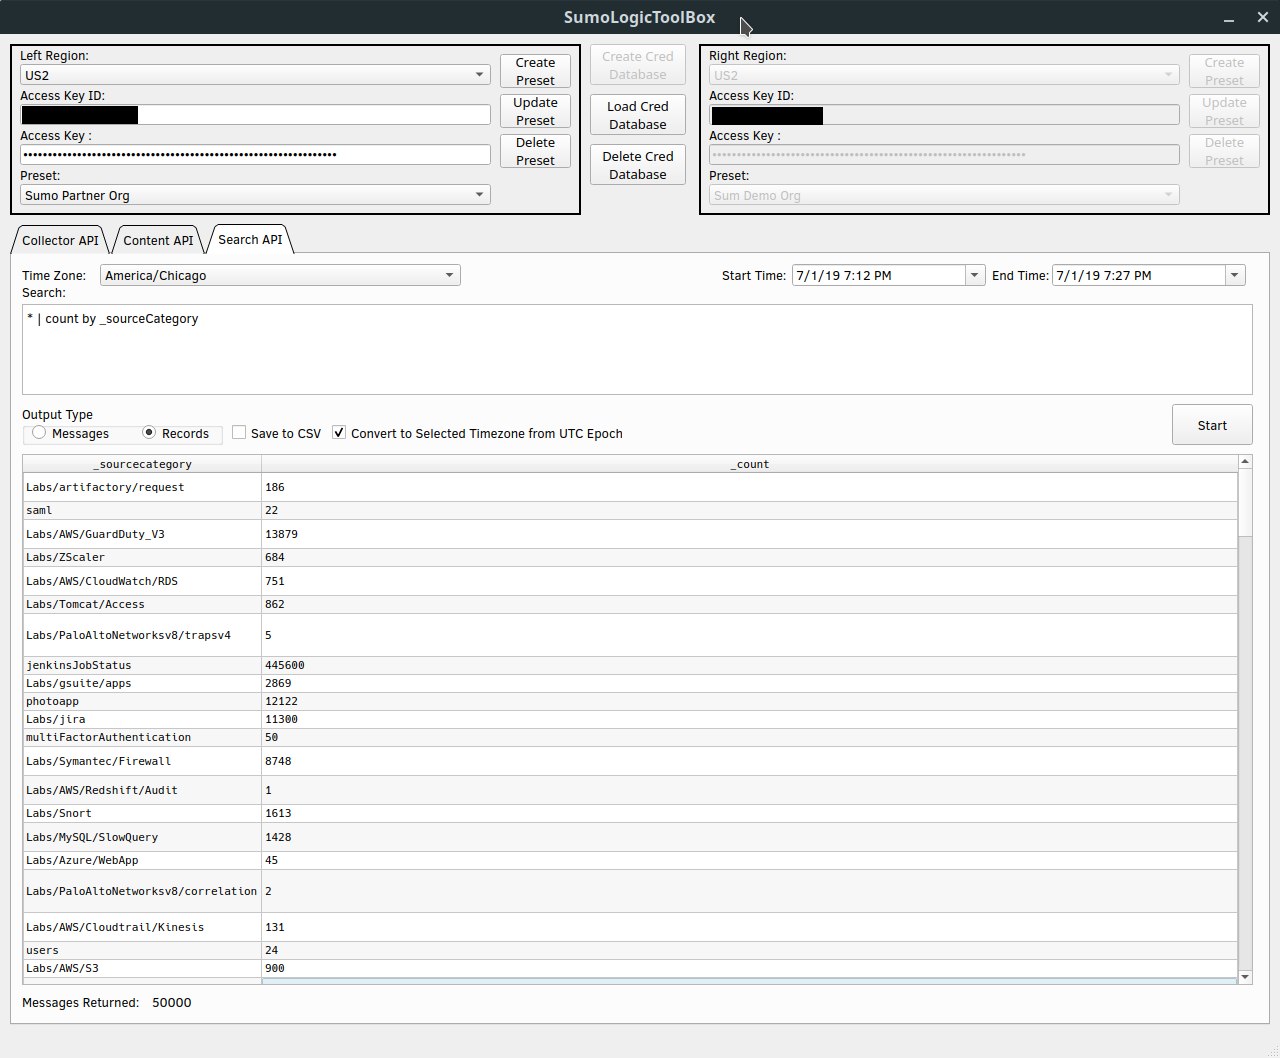 SumoLogicToolBox
Left Region:
US2
Access Key ID:
Access Key :
••••••••••••••••••••••••••••••••••••••••••••••••••••••••••••••••
Preset:
Sumo Partner Org
Create
Preset
Update
Preset
Delete
Preset
Create Cred
Database
Load Cred
Database
Delete Cred
Database
Right Region:
US2
Access Key ID:
Access Key :
••••••••••••••••••••••••••••••••••••••••••••••••••••••••••••••••
Preset:
Sum Demo Org
Create
Preset
Update
Preset
Delete
Preset
Collector API Content API Search API
Time Zone: America/Chicago Start Time: 7/1/19 7:12 PM End Time: 7/1/19 7:27 PM
Search:
* | count by _sourceCategory
Output Type
Messages Records Save to CSV Convert to Selected Timezone from UTC Epoch Start
_sourcecategory _count
Labs/artifactory/request 186
saml 22
Labs/AWS/GuardDuty_V3 13879
Labs/ZScaler 684
Labs/AWS/CloudWatch/RDS 751
Labs/Tomcat/Access 862
Labs/PaloAltoNetworksv8/trapsv4 5
jenkinsJobStatus 445600
Labs/gsuite/apps 2869
photoapp 12122
Labs/jira 11300
multiFactorAuthentication 50
Labs/Symantec/Firewall 8748
Labs/AWS/Redshift/Audit 1
Labs/Snort 1613
Labs/MySQL/SlowQuery 1428
Labs/Azure/WebApp 45
Labs/PaloAltoNetworksv8/correlation 2
Labs/AWS/Cloudtrail/Kinesis 131
users 24
Labs/AWS/S3 900
Messages Returned: 50000